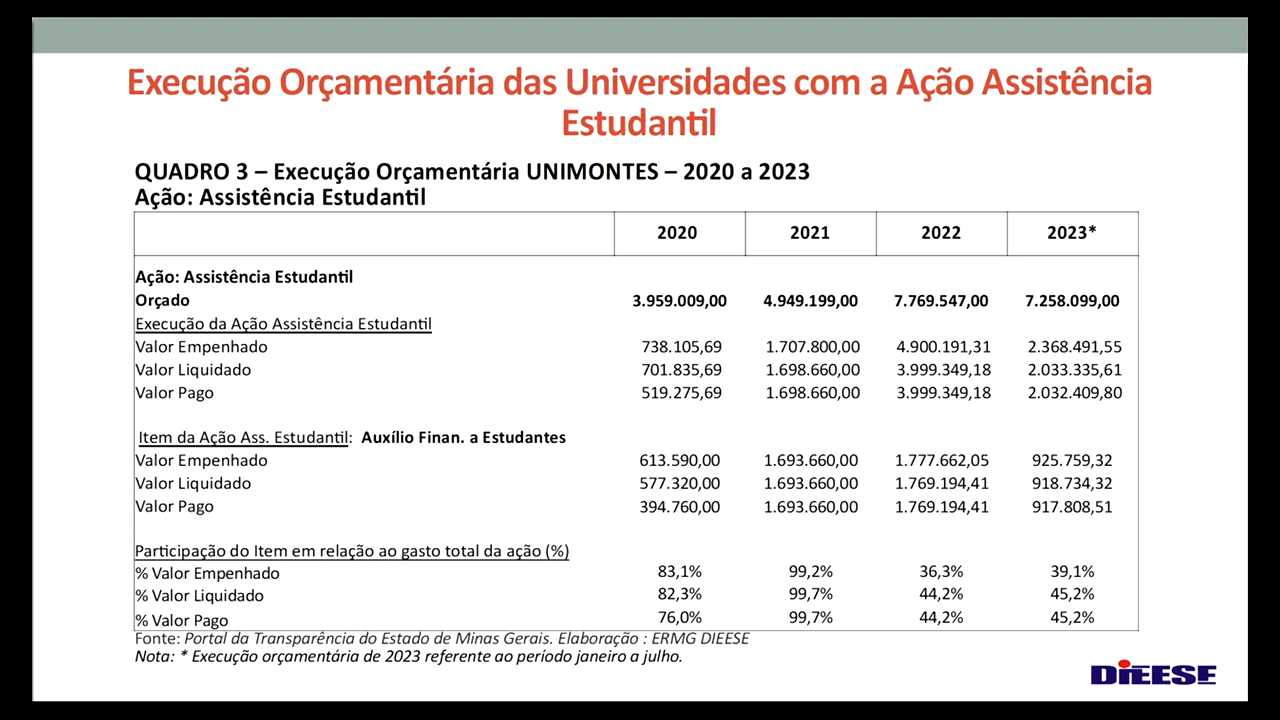 Execução Orçamentária das Universidades com a Ação Assistência
Estudantil
QUADRO 3 – Execução Orçamentária UNIMONTES – 2020 a 2023
Ação: Assistência Estudantil
2020 2021 2022 2023*
Ação: Assistência Estudantil
Orçado 3.959.009,00 4.949.199,00 7.769.547,00 7.258.099,00
Execução da Ação Assistência Estudantil
Valor Empenhado 738.105,69 1.707.800,00 4.900.191,31 2.368.491,55
Valor Liquidado 701.835,69 1.698.660,00 3.999.349,18 2.033.335,61
Valor Pago 519.275,69 1.698.660,00 3.999.349,18 2.032.409,80
Item da Ação Ass. Estudantil: Auxílio Finan. a Estudantes
Valor Empenhado 613.590,00 1.693.660,00 1.777.662,05 925.759,32
Valor Liquidado 577.320,00 1.693.660,00 1.769.194,41 918.734,32
Valor Pago 394.760,00 1.693.660,00 1.769.194,41 917.808,51
Participação do Item em relação ao gasto total da ação (%)
% Valor Empenhado 83,1% 99,2% 36,3% 39,1%
% Valor Liquidado 82,3% 99,7% 44,2% 45,2%
% Valor Pago 76,0% 99,7% 44,2% 45,2%
Fonte: Portal da Transparência do Estado de Minas Gerais. Elaboração : ERMG DIEESE
Nota: * Execução orçamentária de 2023 referente ao período janeiro a julho.
DIEESE